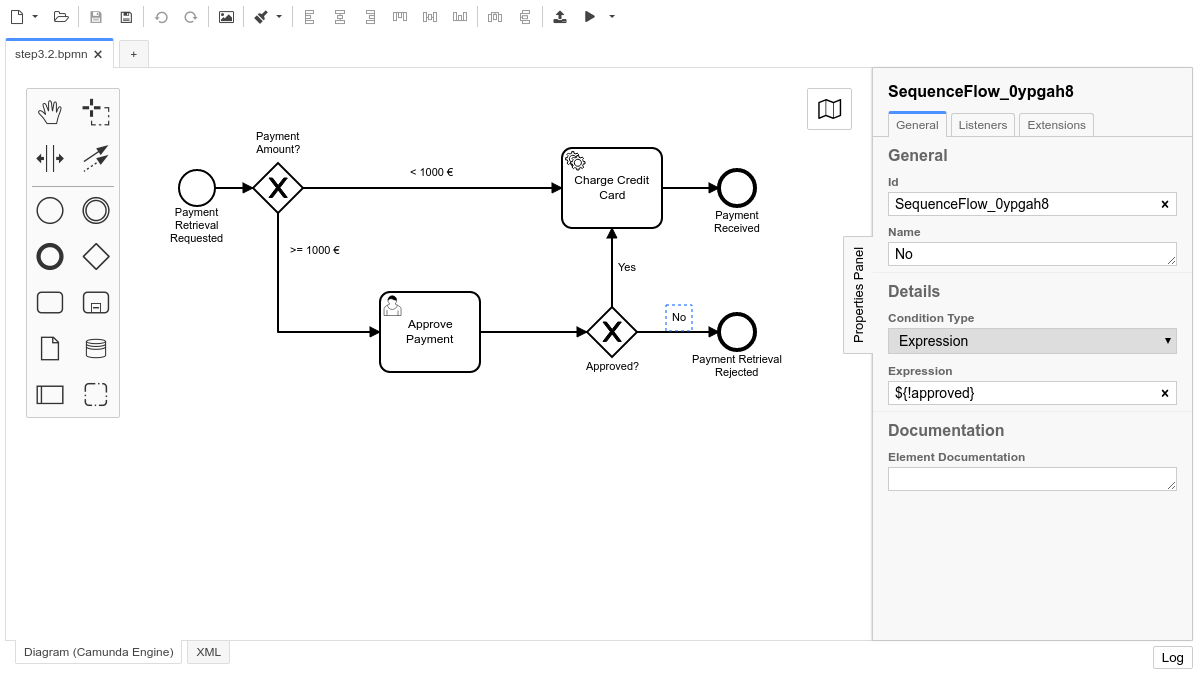 step3.2.bpmn ×
+
Payment
Amount?
X
Payment
Retrieval
Requested
< 1000 €
>= 1000 €
Charge Credit
Card
Payment
Received
Yes
Approve
Payment
X
Approved?
No
Payment Retrieval
Rejected
Properties Panel
SequenceFlow_0ypgah8
General
Listeners
Extensions
General
Id
SequenceFlow_0ypgah8 ×
Name
No
Details
Condition Type
Expression
Expression
${!approved} ×
Documentation
Element Documentation
Diagram (Camunda Engine)
XML
Log